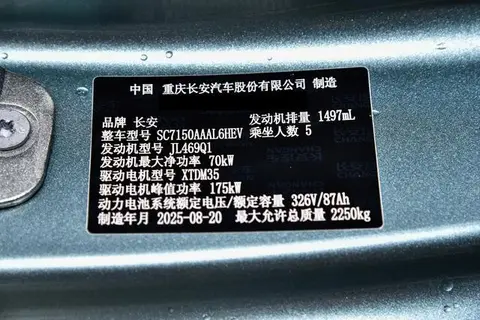 中国 重庆长安汽车股份有限公司 制造
品牌 长安 发动机排量 1497mL
整车型号 SC7150AAAL6HEV 乘坐人数 5
发动机型号 JL469Q1
发动机最大净功率 70kW
驱动电机型号 XTDM35
驱动电机峰值功率 175kW
动力电池系统额定电压/额定容量 326V/87Ah
制造年月 2025-08-20 最大允许总质量 2250kg